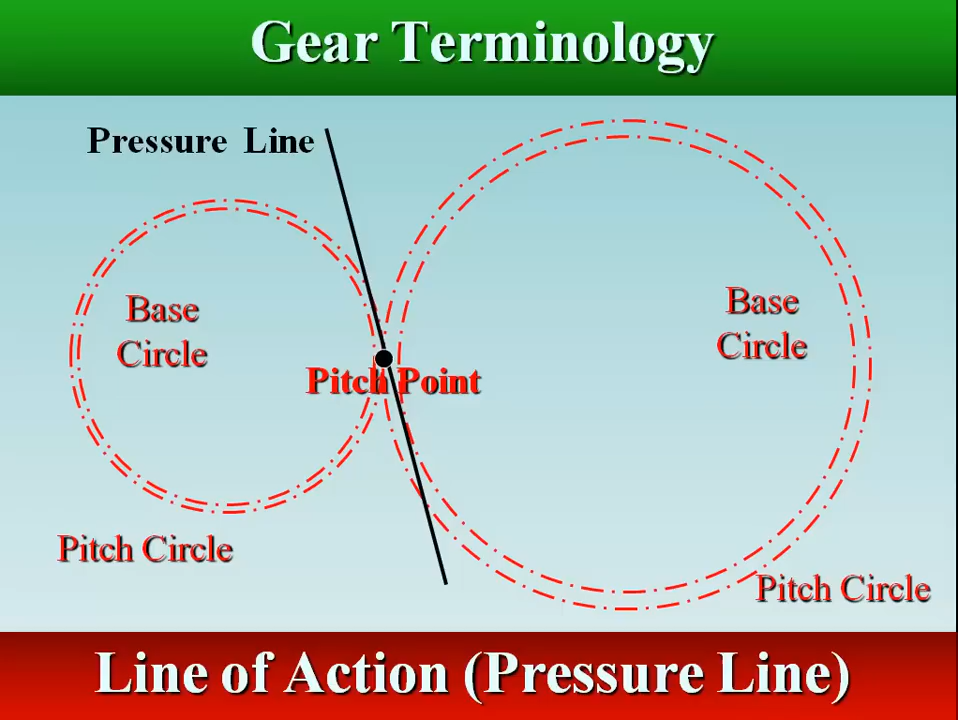 Gear Terminology
Pressure Line
Base
Circle
Base
Circle
Pitch Point
Pitch Circle
Pitch Circle
Line of Action (Pressure Line)